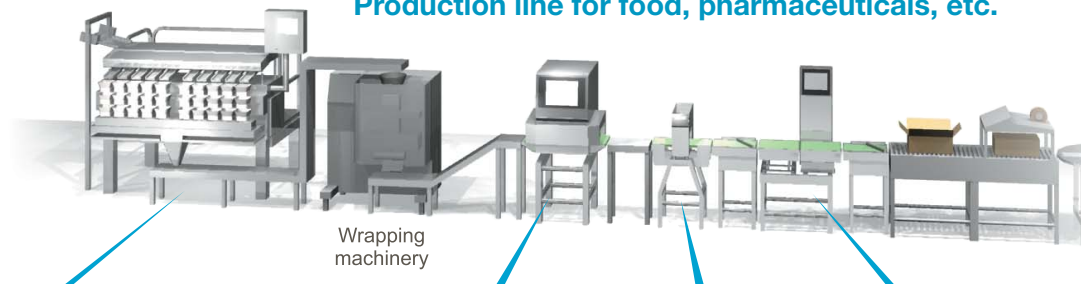 Production line for food, pharmaceuticals, etc.
Wrapping
machinery